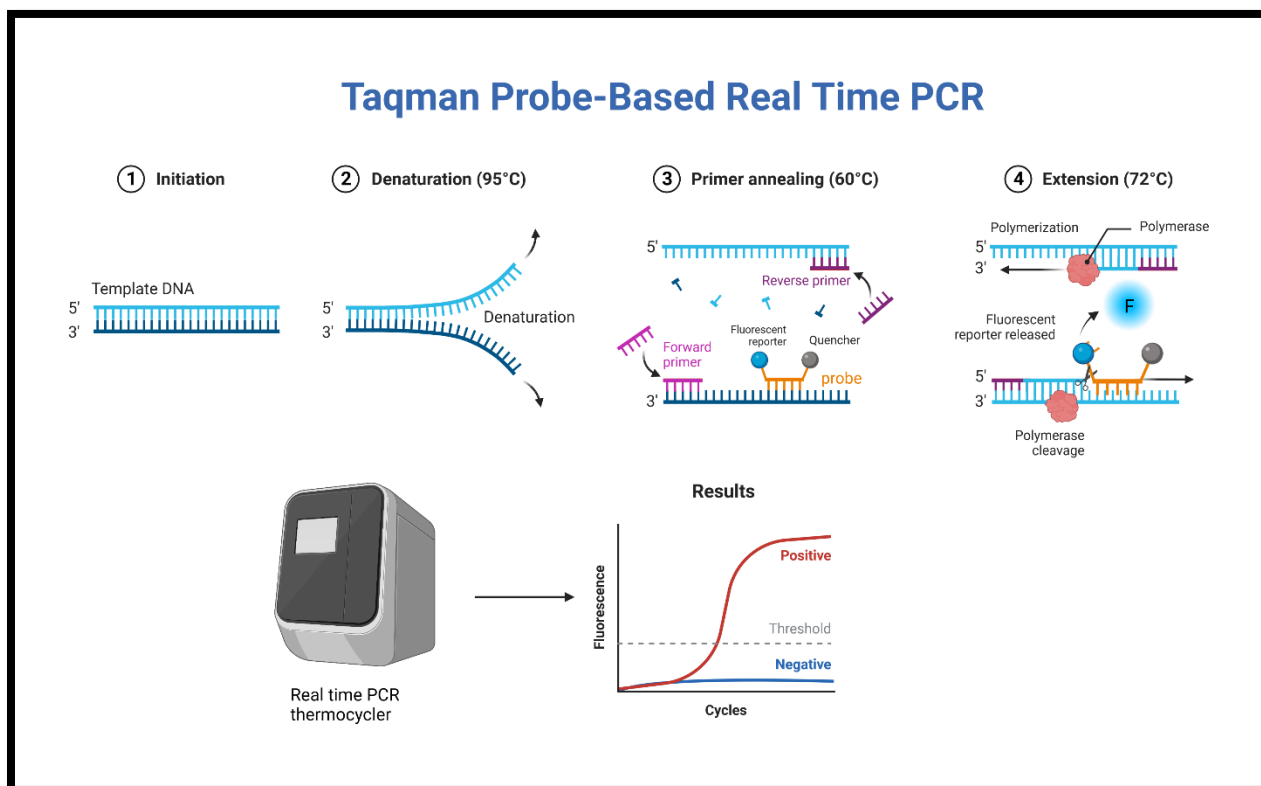 Taqman Probe-Based Real Time PCR
1 Initiation
Template DNA
5'
3'
2 Denaturation (95°C)
5'
3'
Denaturation
3 Primer annealing (60°C)
5'
Reverse primer
Fluorescent
reporter
Quencher
Forward
primer
probe
3'
4 Extension (72°C)
Polymerization
Polymerase
5'
3'
F
Fluorescent
reporter released
5'
3'
Polymerase
cleavage
Real time PCR
thermocycler
Results
Fluorescence
Positive
Threshold
Negative
Cycles